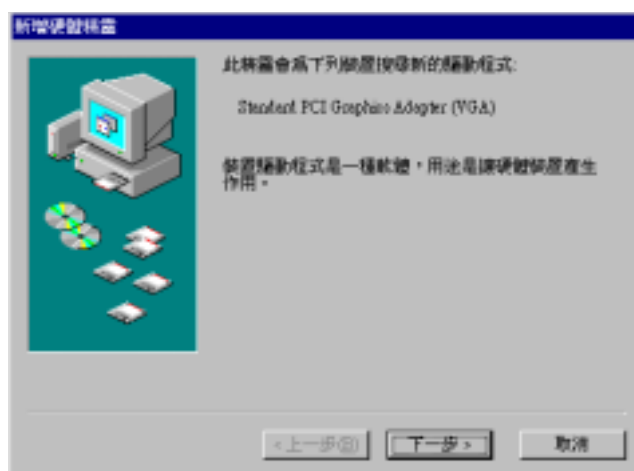 新增硬體精靈
此精靈會為下列裝置搜尋新的驅動程式:
Standard PCI Graphics Adapter (VGA)
裝置驅動程式是一種軟體，用途是讓硬體裝置產生
作用。
<上一步(B)
下一步 >
取消